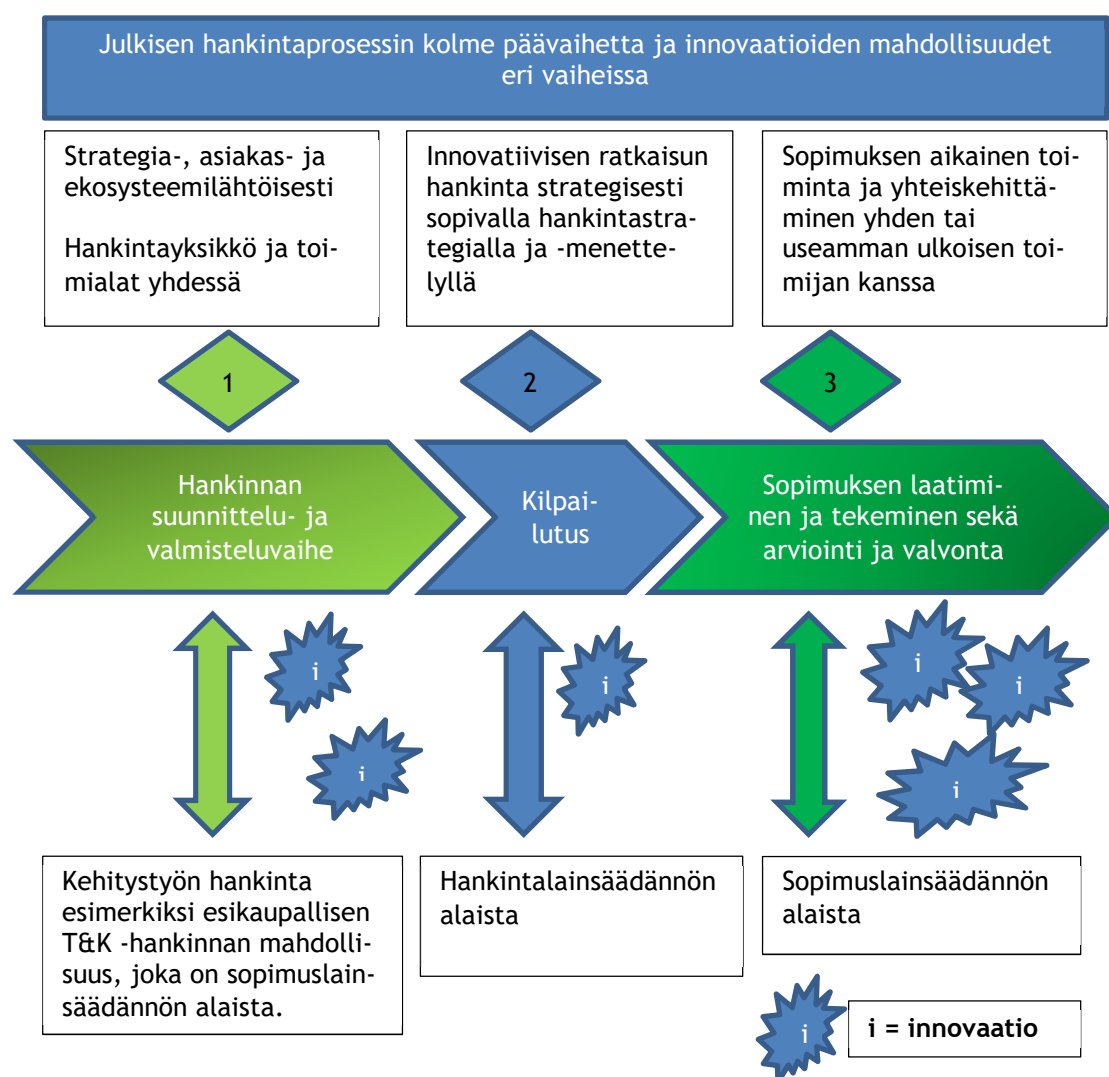 Julkisen hankintaprosessin kolme päävaihetta ja innovaatioiden mahdollisuudet
eri vaiheissa
Strategia-, asiakas- ja
ekosysteemilähtöisesti
Hankintayksikkö ja toi-
mialat yhdessä
Innovatiivisen ratkaisun
hankinta strategisesti
sopivalla hankintastra-
tegialla ja -menette-
lyllä
Sopimuksen aikainen toi-
minta ja yhteiskehittä-
minen yhden tai
useamman ulkoisen toi-
mijan kanssa
1
2
3
Hankinnan
suunnittelu- ja
valmisteluvaihe
Kilpai-
lutus
Sopimuksen laatimi-
nen ja tekeminen sekä
arviointi ja valvonta
i
i
i
i
i
i
Kehitystyön hankinta
esimerkiksi esikaupallisen
T&K -hankinnan mahdolli-
suus, joka on sopimuslain-
säädännön alaista.
Hankintalainsäädännön
alaista
Sopimuslainsäädännön
alaista
i
i = innovaatio